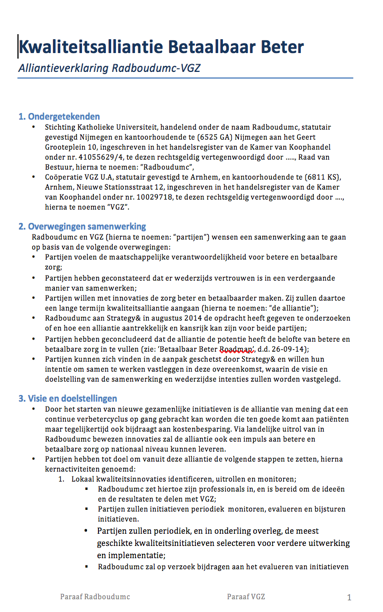 Kwaliteitsalliantie Betaalbaar Beter
Alliantieverklaring Radboudumc-VGZ
1. Ondergetekenden
• Stichting Katholieke Universiteit, handelend onder de naam Radboudumc, statutair
gevestigd Nijmegen en kantoorhoudende te (6525 GA) Nijmegen aan het Geert
Grooteplein 10, ingeschreven in het handelsregister van de Kamer van Koophandel
onder nr. 41055629/4, te dezen rechtsgeldig vertegenwoordigd door ...., Raad van
Bestuur, hierna te noemen: "Radboudumc",
• Coöperatie VGZ U.A, statutair gevestigd te Arnhem, en kantoorhoudende te (6811 KS),
Arnhem, Nieuwe Stationsstraat 12, ingeschreven in het handelsregister van de Kamer
van Koophandel onder nr. 10029718, te dezen rechtsgeldig vertegenwoordigd door ....,
hierna te noemen "VGZ".
2. Overwegingen samenwerking
Radboudumc en VGZ (hierna te noemen: "partijen") wensen een samenwerking aan te gaan
op basis van de volgende overwegingen:
• Partijen voelen de maatschappelijke verantwoordelijkheid voor betere en betaalbare
zorg;
• Partijen hebben geconstateerd dat er wederzijds vertrouwen is in een verdergaande
manier van samenwerken;
• Partijen willen met innovaties de zorg beter en betaalbaarder maken. Zij zullen daartoe
een lange termijn kwaliteitsalliantie aangaan (hierna te noemen: "de alliantie");
• Radboudumc aan Strategy& in augustus 2014 de opdracht heeft gegeven te onderzoeken
of en hoe een alliantie aantrekkelijk en kansrijk kan zijn voor beide partijen;
• Partijen hebben geconcludeerd dat de alliantie de potentie heeft de belofte van betere en
betaalbare zorg in te vullen (zie: 'Betaalbaar Beter Roadmap', d.d. 26-09-14);
• Partijen kunnen zich vinden in de aanpak geschetst door Strategy& en willen hun
intentie om samen te werken vastleggen in deze overeenkomst, waarin de visie en
doelstelling van de samenwerking en wederzijdse intenties zullen worden vastgelegd.
3. Visie en doelstellingen
• Door het starten van nieuwe gezamenlijke initiatieven is de alliantie van mening dat een
continue verbetercyclus op gang gebracht kan worden die ten goede komt aan patiënten
maar tegelijkertijd ook bijdraagt aan kostenbesparing. Via landelijke uitrol van in
Radboudumc bewezen innovaties zal de alliantie ook een impuls aan betere en
betaalbare zorg op nationaal niveau kunnen leveren.
• Partijen hebben tot doel om vanuit deze alliantie de volgende stappen te zetten, hierna
kernactiviteiten genoemd:
1. Lokaal kwaliteitsinnovaties identificeren, uitrollen en monitoren;
▪ Radboudumc zet hiertoe zijn professionals in, en is bereid om de ideeën
en de resultaten te delen met VGZ;
▪ Partijen zullen initiatieven periodiek monitoren, evalueren en bijsturen
initiatieven.
▪ Partijen zullen periodiek, en in onderling overleg, de meest
geschikte kwaliteitsinitiatieven selecteren voor verdere uitwerking
en implementatie;
▪ Radboudumc zal op verzoek bijdragen aan het evalueren van initiatieven
Paraaf Radboudumc Paraaf VGZ 1